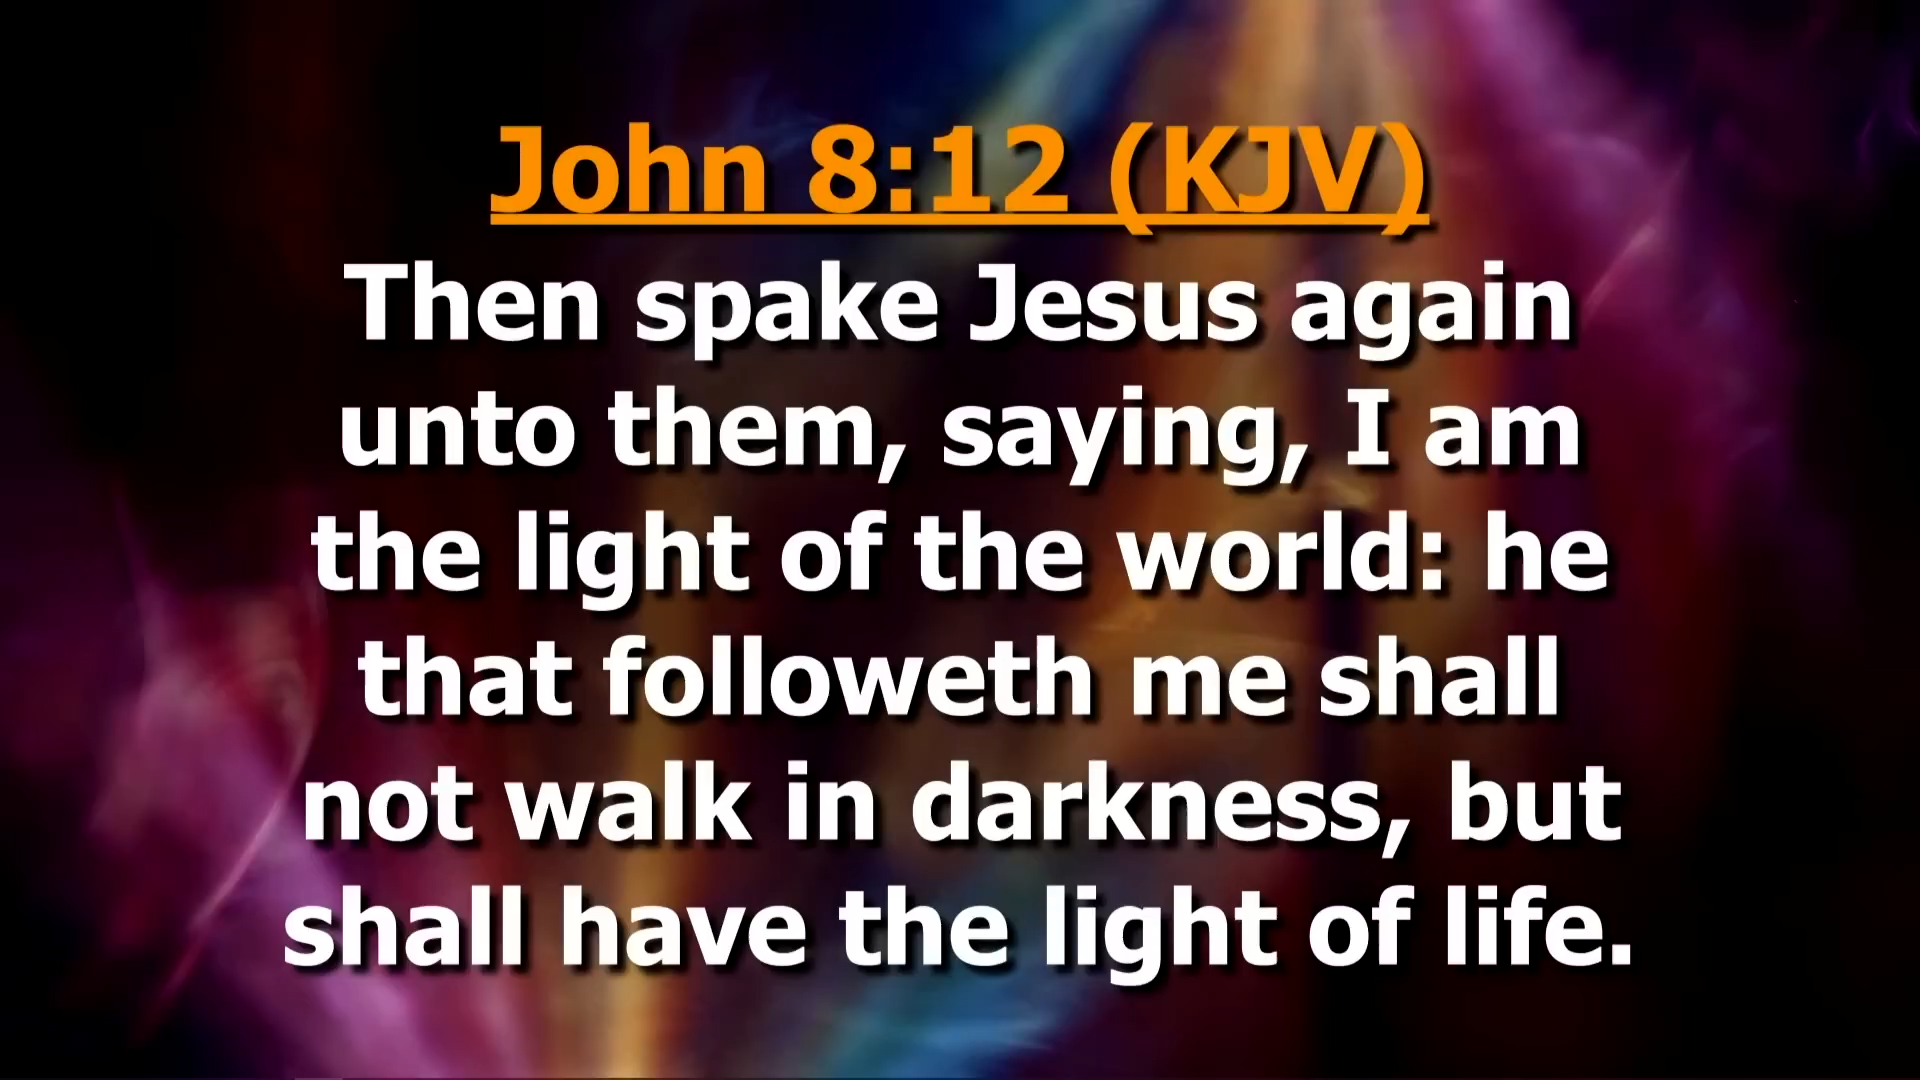 John 8:12 (KJV)
Then spake Jesus again
unto them, saying, I am
the light of the world: he
that followeth me shall
not walk in darkness, but
shall have the light of life.